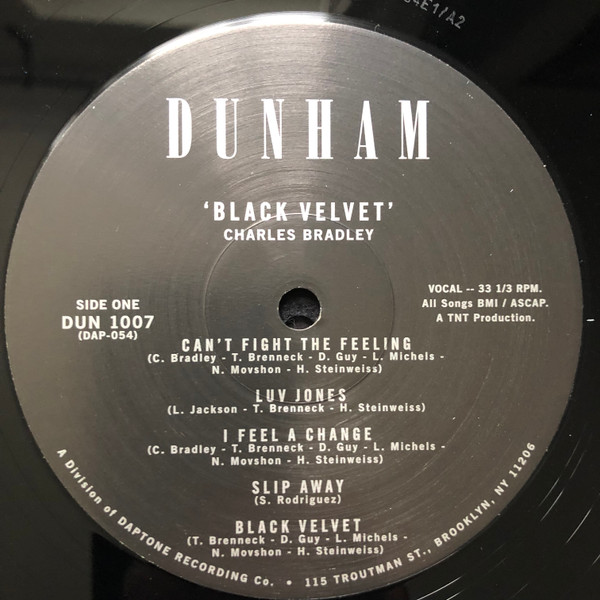 DUNHAM
‘BLACK VELVET’
CHARLES BRADLEY
SIDE ONE
DUN 1007
(DAP-054)
VOCAL -- 33 1/3 RPM.
All Songs BMI / ASCAP.
A TNT Production.
CAN'T FIGHT THE FEELING
(C. Bradley - T. Brenneck - D. Guy - L. Michels -
N. Movshon - H. Steinweiss)
LUV JONES
(L. Jackson - T. Brenneck - H. Steinweiss)
I FEEL A CHANGE
(C. Bradley - T. Brenneck - D. Guy - L. Michels -
N. Movshon - H. Steinweiss)
SLIP AWAY
(S. Rodriguez)
BLACK VELVET
(T. Brenneck - D. Guy - L. Michels -
N. Movshon - H. Steinweiss)
A Division of DAPTONE RECORDING Co. • 115 TROUTMAN ST., BROOKLYN, NY 11206